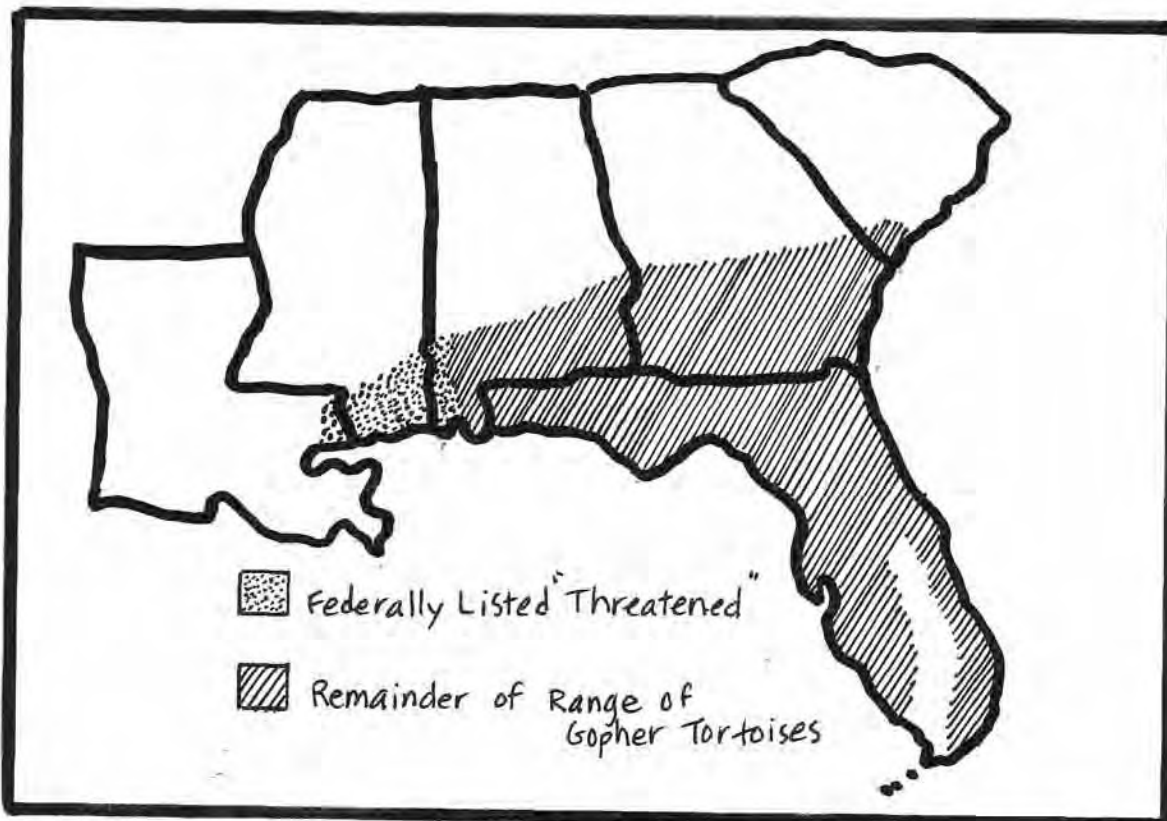 Federally Listed "Threatened"
Remainder of Range of
Gopher Tortoises